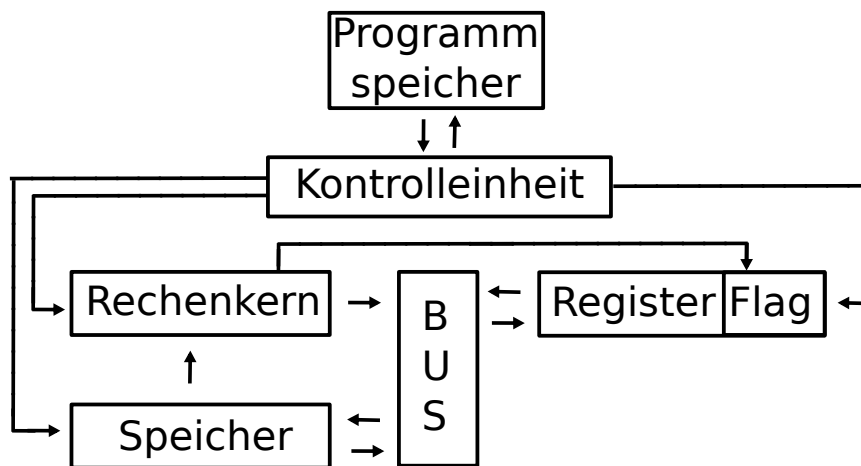 Programm
speicher
Kontrolleinheit
Rechenkern
B
U
S
Register Flag
Speicher